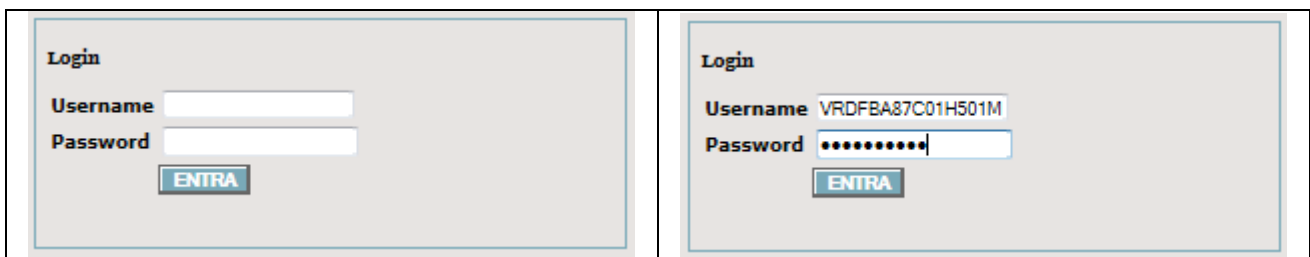 Login
Username
Password
ENTRA
Login
Username VRDFBA87C01H501M
Password ••••••••••
ENTRA